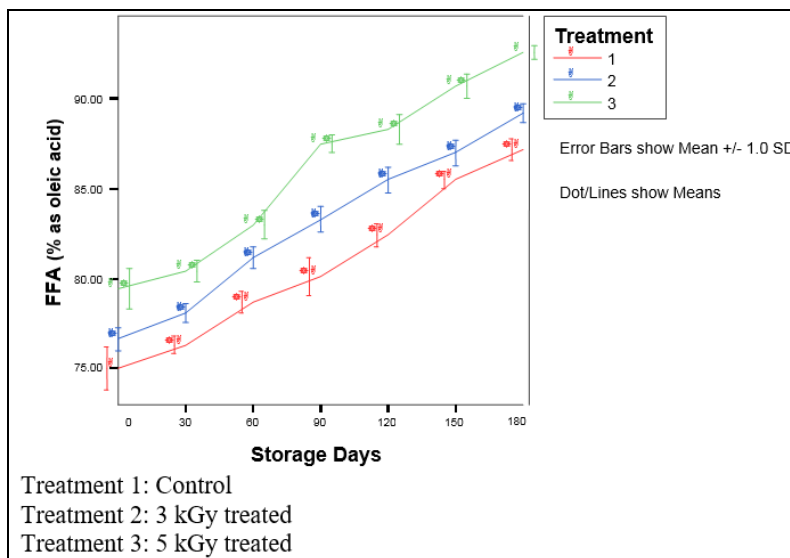 Treatment
1
2
3
Error Bars show Mean +/- 1.0 SD
Dot/Lines show Means
FFA (% as oleic acid)
90.00
85.00
80.00
75.00
0 30 60 90 120 150 180
Storage Days
Treatment 1: Control
Treatment 2: 3 kGy treated
Treatment 3: 5 kGy treated